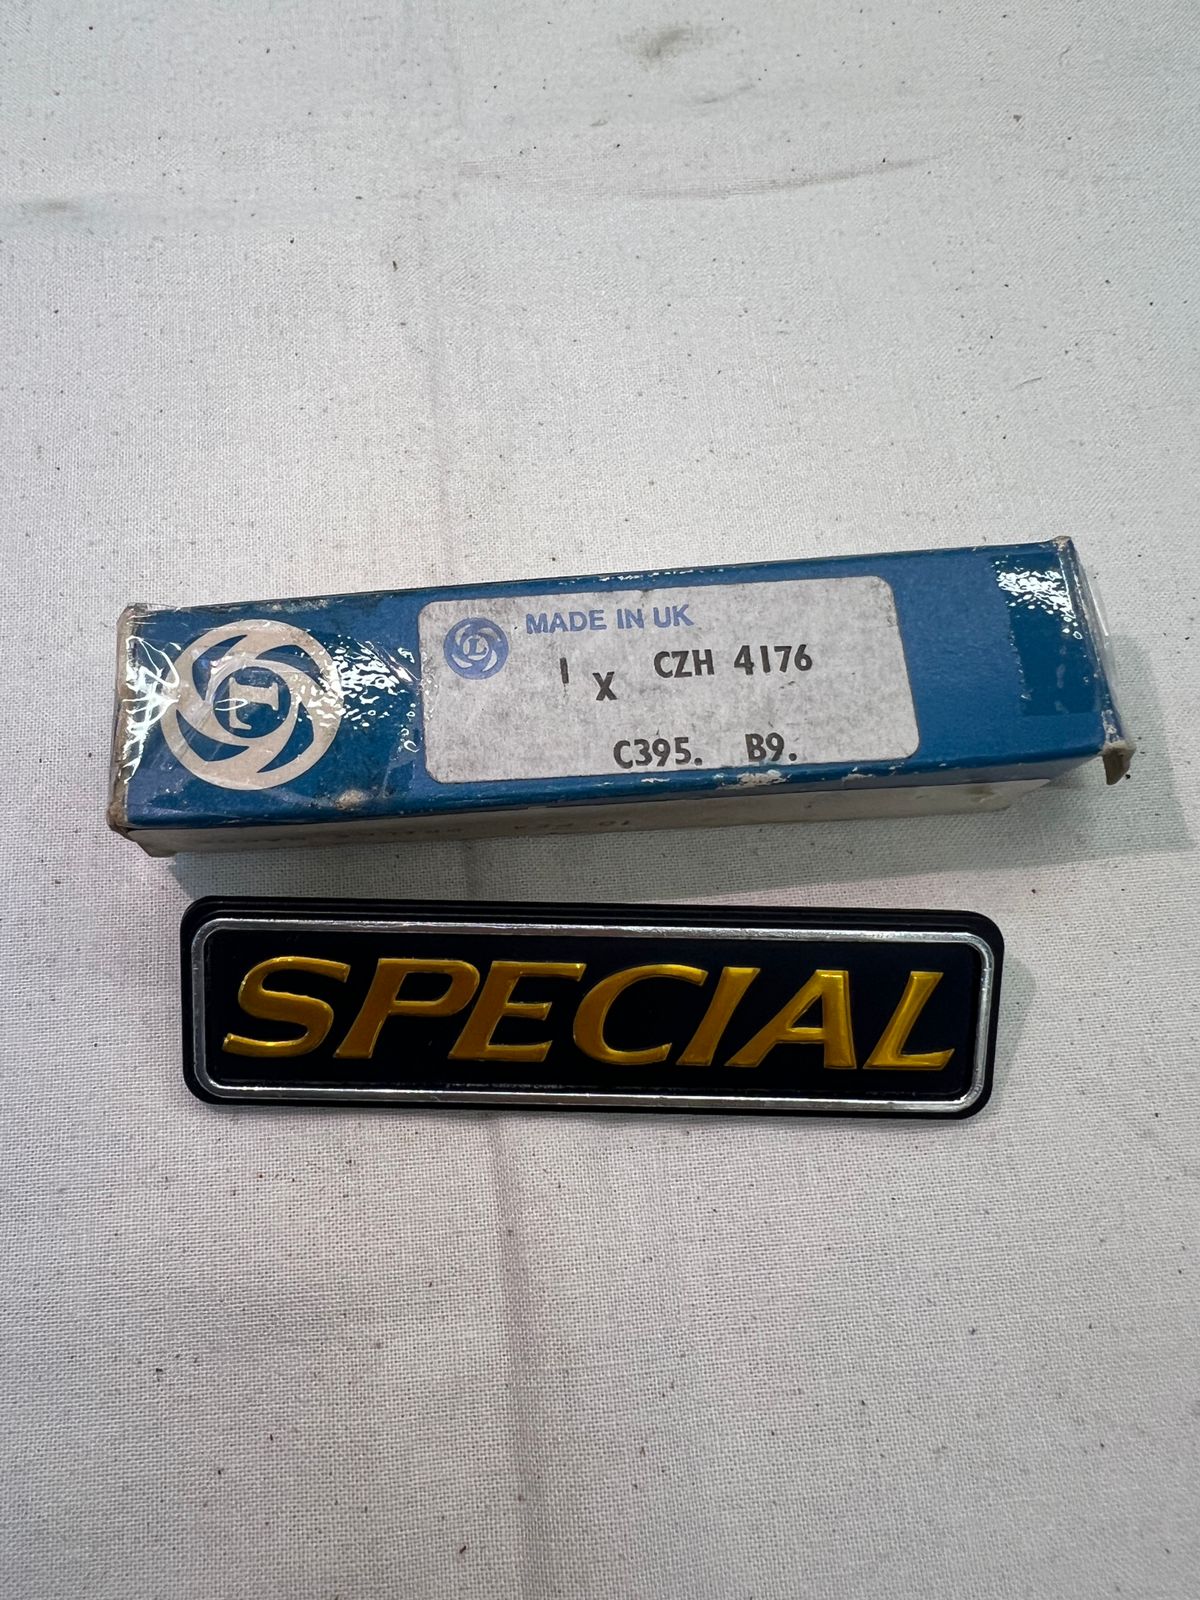 L
L
MADE IN UK
1 X CZH 4176
C395. B9.
SPECIAL